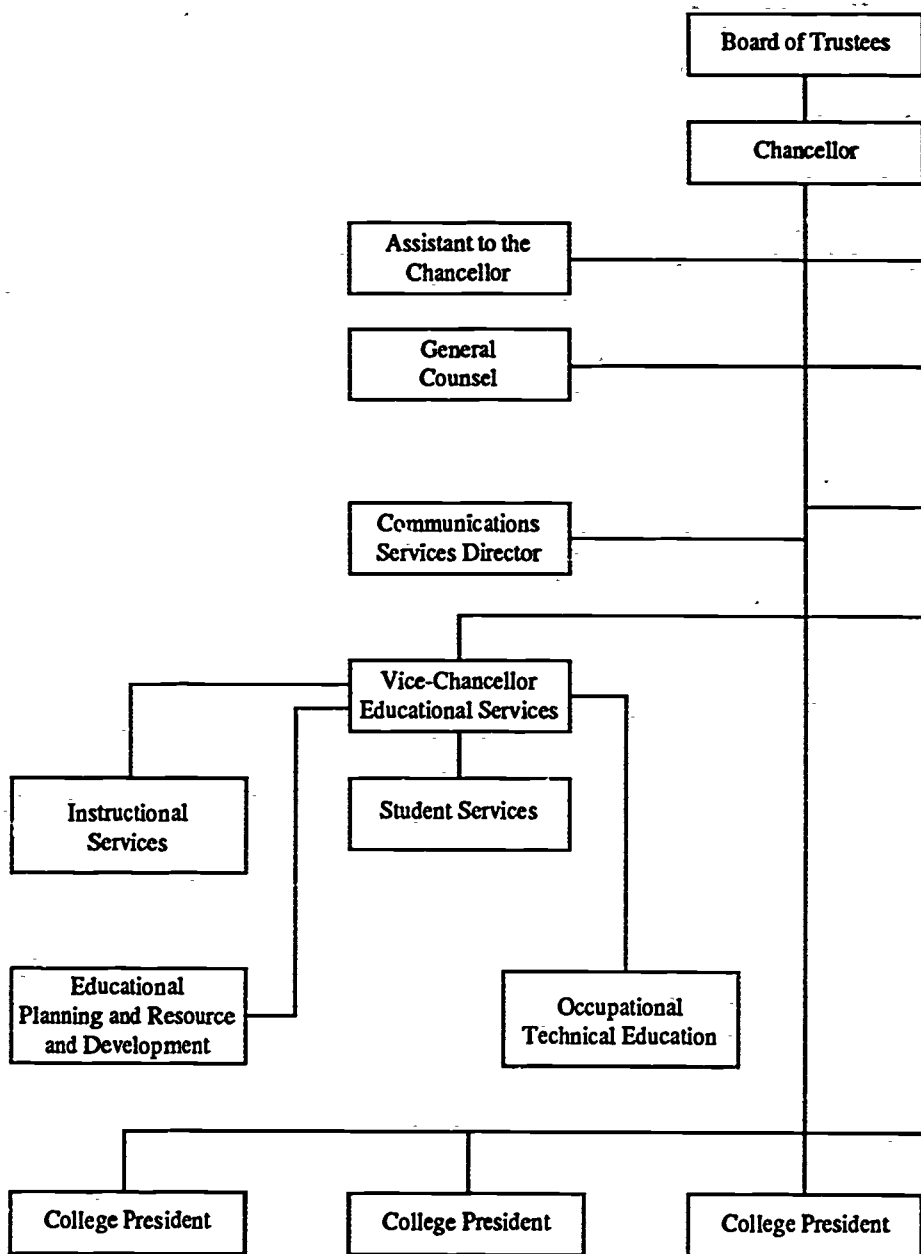 Board of Trustees
Chancellor
Assistant to the
Chancellor
General
Counsel
Communications
Services Director
Vice-Chancellor
Educational Services
Instructional
Services
Student Services
Educational
Planning and Resource
and Development
Occupational
Technical Education
College President
College President
College President